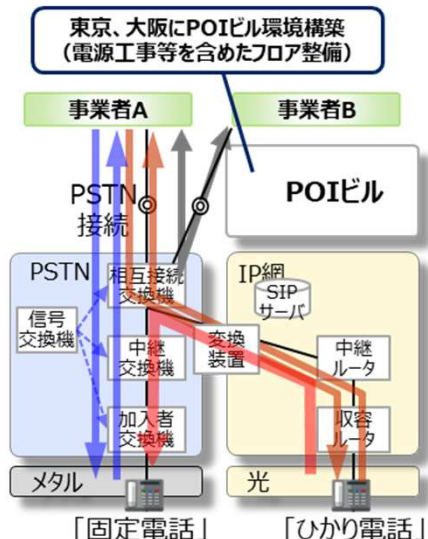 東京、大阪にPOIビル環境構築
（電源工事等を含めたフロア整備）
事業者A
事業者B
PSTN
接続
POIビル
PSTN
相互接続
交換機
IP網
SIP
サーバ
信号
交換機
中継
交換機
変換
装置
中継
ルータ
加入者
交換機
収容
ルータ
メタル
光
「固定電話」
「ひかり電話」